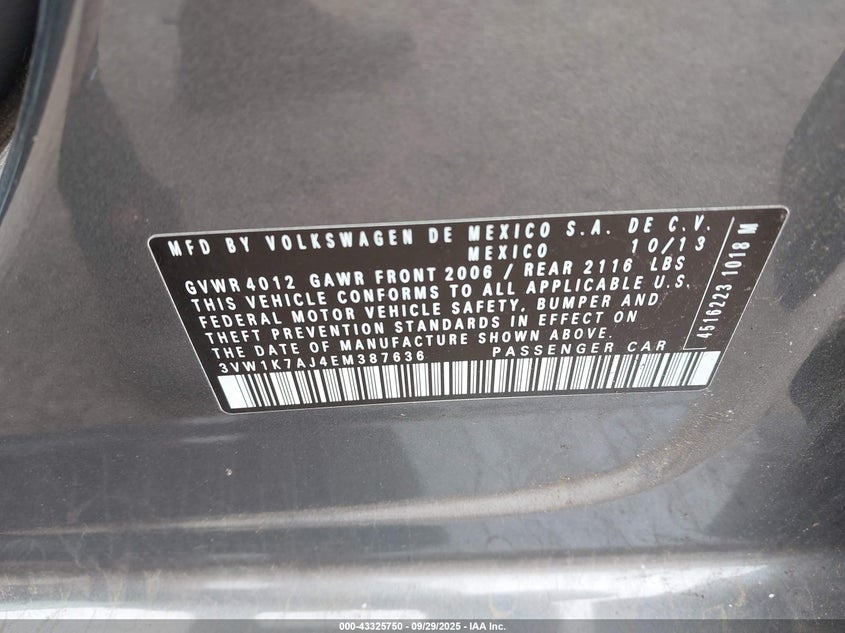 MFD BY VOLKSWAGEN DE MEXICO S.A. DE C.V.
MEXICO 10/13
GVWR 4012 GAWR FRONT 2006 / REAR 2116 LBS
THIS VEHICLE CONFORMS TO ALL APPLICABLE U.S.
FEDERAL MOTOR VEHICLE SAFETY, BUMPER AND
THEFT PREVENTION STANDARDS IN EFFECT ON
THE DATE OF MANUFACTURE SHOWN ABOVE.
3VW1K7AJ4EM387636 PASSENGER CAR
4516223 1018 M
000-43325750 - 09/29/2025 - IAA Inc.